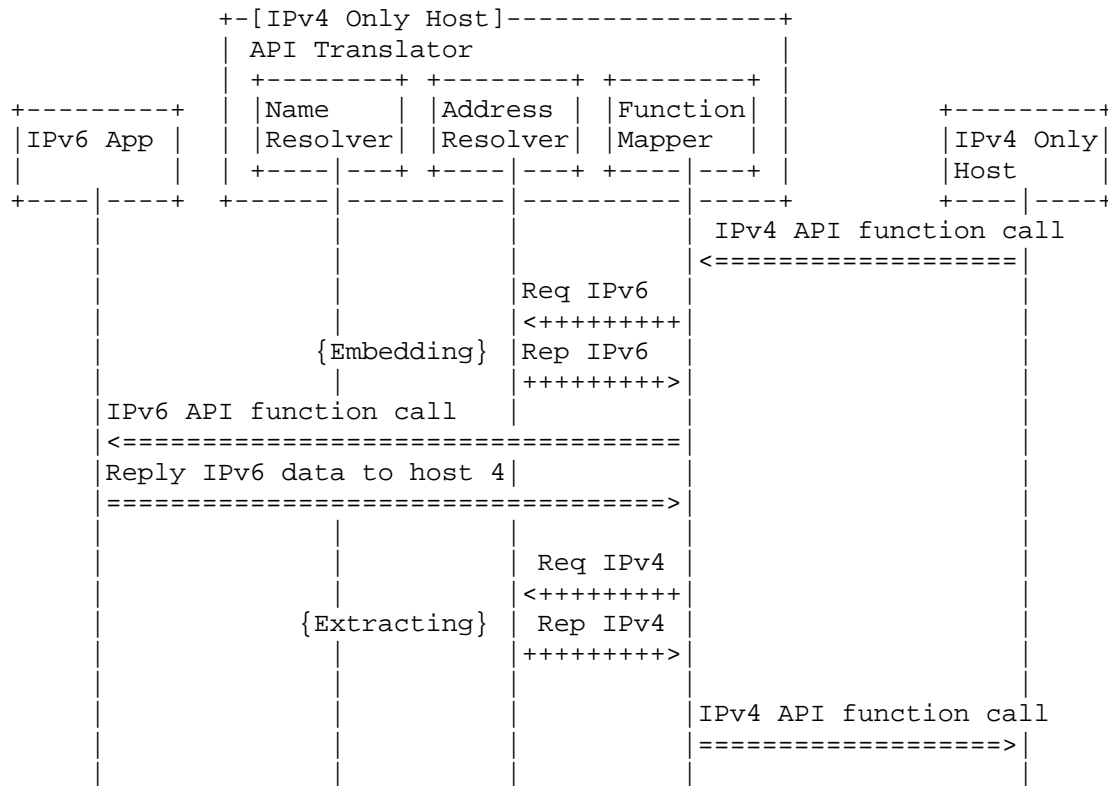 [IPv4 Only Host]
API Translator
Name Address Function
IPv6 App Resolver Resolver Mapper IPv4 Only
Host
IPv4 API function call
Req IPv6
{Embedding} Rep IPv6
IPv6 API function call
Reply IPv6 data to host 4
Req IPv4
{Extracting} Rep IPv4
IPv4 API function call